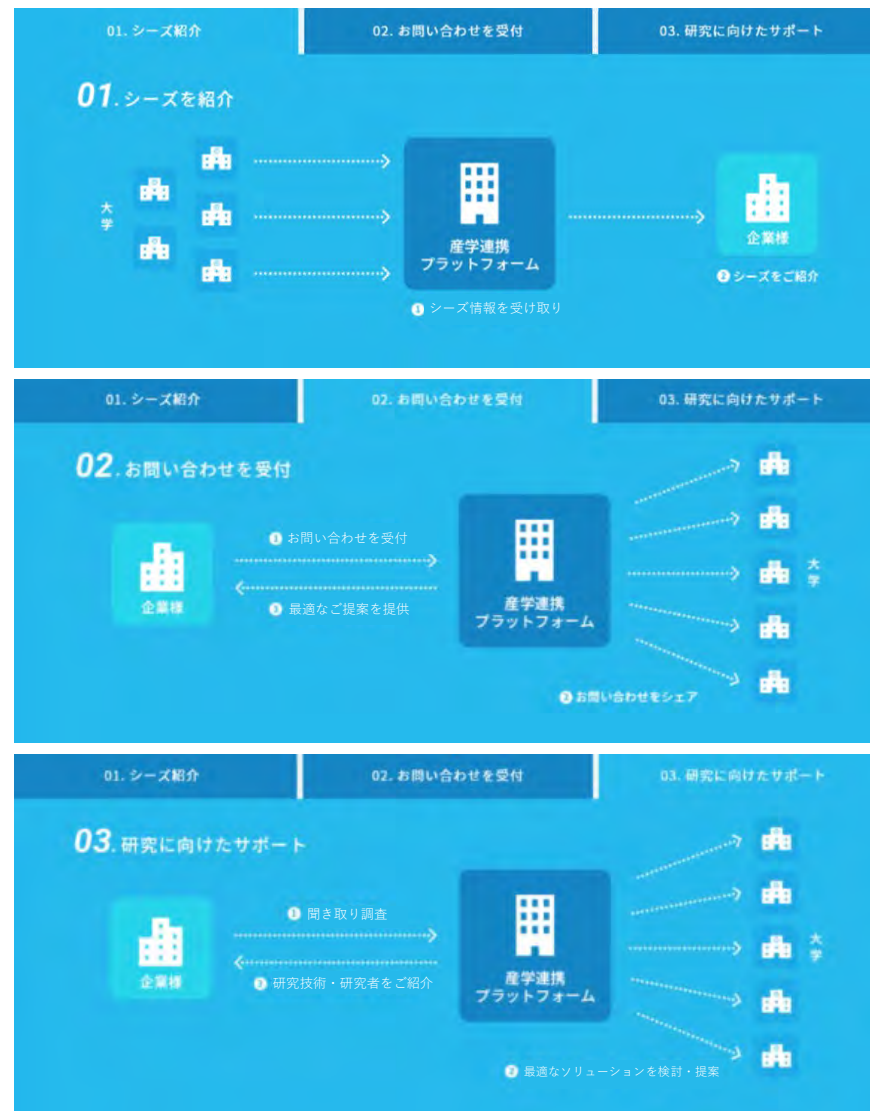 01. シーズ紹介
02. お問い合わせを受付
03. 研究に向けたサポート
01. シーズを紹介
大学
産学連携
プラットフォーム
企業様
❷ シーズをご紹介
❶ シーズ情報を受け取り
01. シーズ紹介
02. お問い合わせを受付
03. 研究に向けたサポート
02. お問い合わせを受付
❶ お問い合わせを受付
企業様
❸ 最適なご提案を提供
産学連携
プラットフォーム
大学
❷ お問い合わせをシェア
01. シーズ紹介
02. お問い合わせを受付
03. 研究に向けたサポート
03. 研究に向けたサポート
❶ 聞き取り調査
企業様
❸ 研究技術・研究者をご紹介
産学連携
プラットフォーム
大学
❷ 最適なソリューションを検討・提案